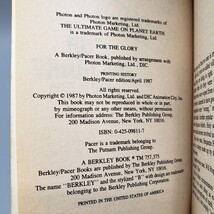 Photon and Photon logo are registered trademarks of
Photon Marketing, Ltd.
THE ULTIMATE GAME ON PLANET EARTH
is a trademark of Photon Marketing, Ltd.
FOR THE GLORY
A Berkley/Pacer Book, published by arrangement with
Photon Marketing, Ltd. and DIC.
PRINTING HISTORY
Berkley/Pacer edition/April 1987
Copyright © 1987 by Photon Marketing, Ltd. and DIC Animation City, Inc.
This book may not be reproduced in whole or in part,
by mimeograph or any other means, without permission.
For information address: The Berkley Publishing Group,
200 Madison Avenue, New York, NY 10016.
ISBN: 0-425-09811-7
Pacer is a trademark belonging to
The Putnam Publishing Group.
A BERKLEY BOOK ® TM 757,375
Berkley/Pacer Books are published by The Berkley Publishing Group,
200 Madison Avenue, New York, NY 10016.
The name "BERKLEY" and the stylized "B" with design are trademarks
belonging to the Berkley Publishing Corporation.
PRINTED IN THE UNITED STATES OF AMERICA